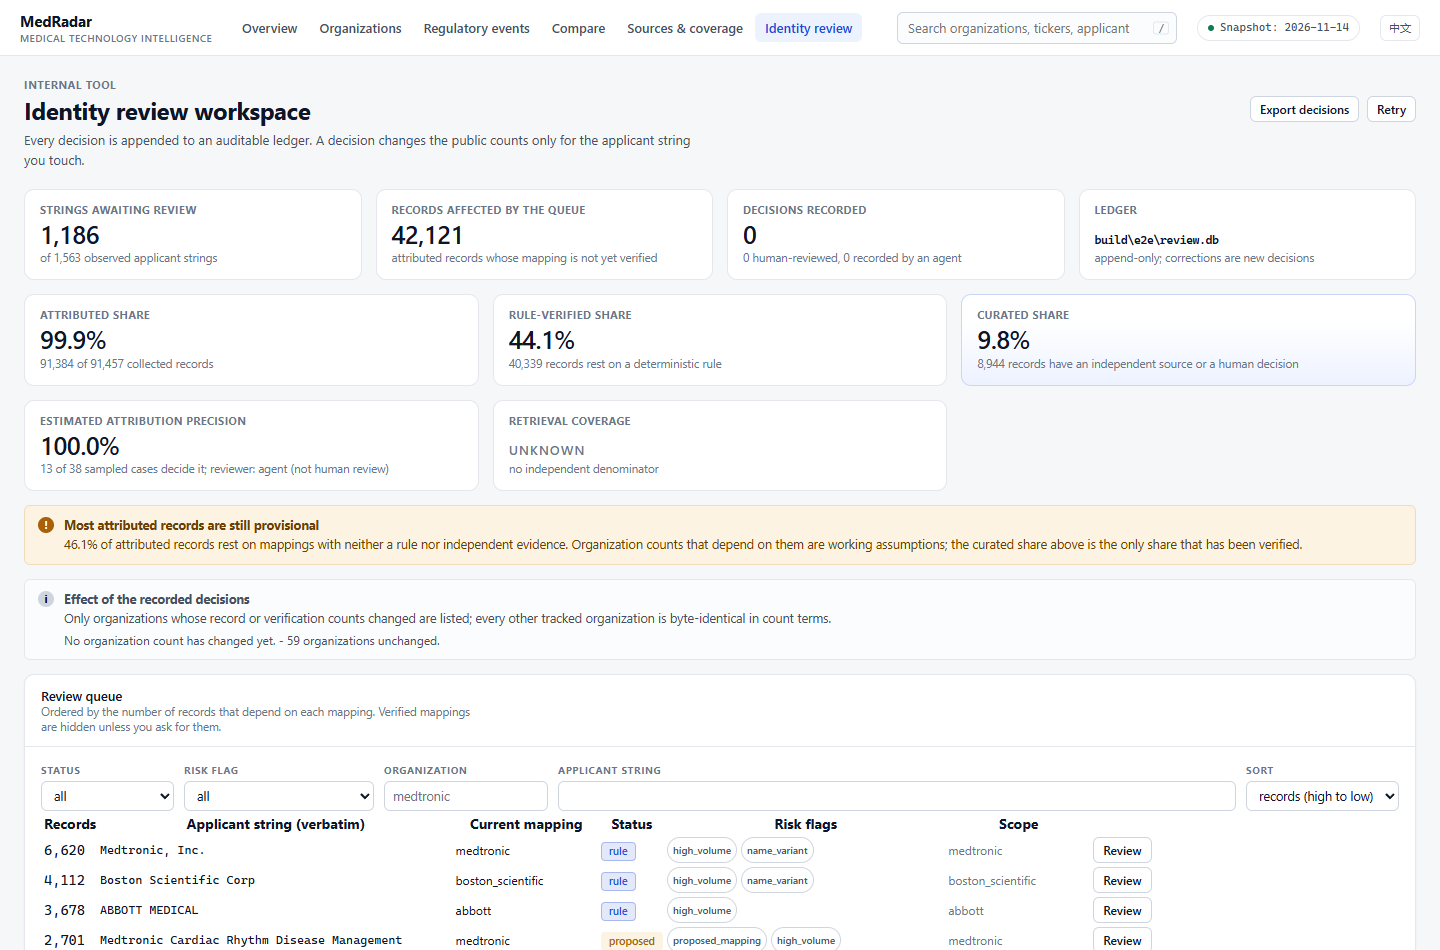 MedRadar
MEDICAL TECHNOLOGY INTELLIGENCE
Overview
Organizations
Regulatory events
Compare
Sources & coverage
Identity review
Search organizations, tickers, applicant
/
Snapshot: 2026-11-14
中文
INTERNAL TOOL
Identity review workspace
Export decisions
Retry
Every decision is appended to an auditable ledger. A decision changes the public counts only for the applicant string
you touch.
STRINGS AWAITING REVIEW
1,186
of 1,563 observed applicant strings
RECORDS AFFECTED BY THE QUEUE
42,121
attributed records whose mapping is not yet verified
DECISIONS RECORDED
0
0 human-reviewed, 0 recorded by an agent
LEDGER
build\e2e\review.db
append-only; corrections are new decisions
ATTRIBUTED SHARE
99.9%
91,384 of 91,457 collected records
RULE-VERIFIED SHARE
44.1%
40,339 records rest on a deterministic rule
CURATED SHARE
9.8%
8,944 records have an independent source or a human decision
ESTIMATED ATTRIBUTION PRECISION
100.0%
13 of 38 sampled cases decide it; reviewer: agent (not human review)
RETRIEVAL COVERAGE
UNKNOWN
no independent denominator
! Most attributed records are still provisional
46.1% of attributed records rest on mappings with neither a rule nor independent evidence. Organization counts that depend on them are working assumptions; the curated share above is the only share that has been verified.
i Effect of the recorded decisions
Only organizations whose record or verification counts changed are listed; every other tracked organization is byte-identical in count terms.
No organization count has changed yet. - 59 organizations unchanged.
Review queue
Ordered by the number of records that depend on each mapping. Verified mappings
are hidden unless you ask for them.
STATUS
all
RISK FLAG
all
ORGANIZATION
medtronic
APPLICANT STRING
SORT
records (high to low)
Records Applicant string (verbatim) Current mapping Status Risk flags Scope
6,620 Medtronic, Inc. medtronic rule high_volume name_variant medtronic Review
4,112 Boston Scientific Corp boston_scientific rule high_volume name_variant boston_scientific Review
3,678 ABBOTT MEDICAL abbott rule high_volume abbott Review
2,701 Medtronic Cardiac Rhythm Disease Management medtronic proposed proposed_mapping high_volume medtronic Review